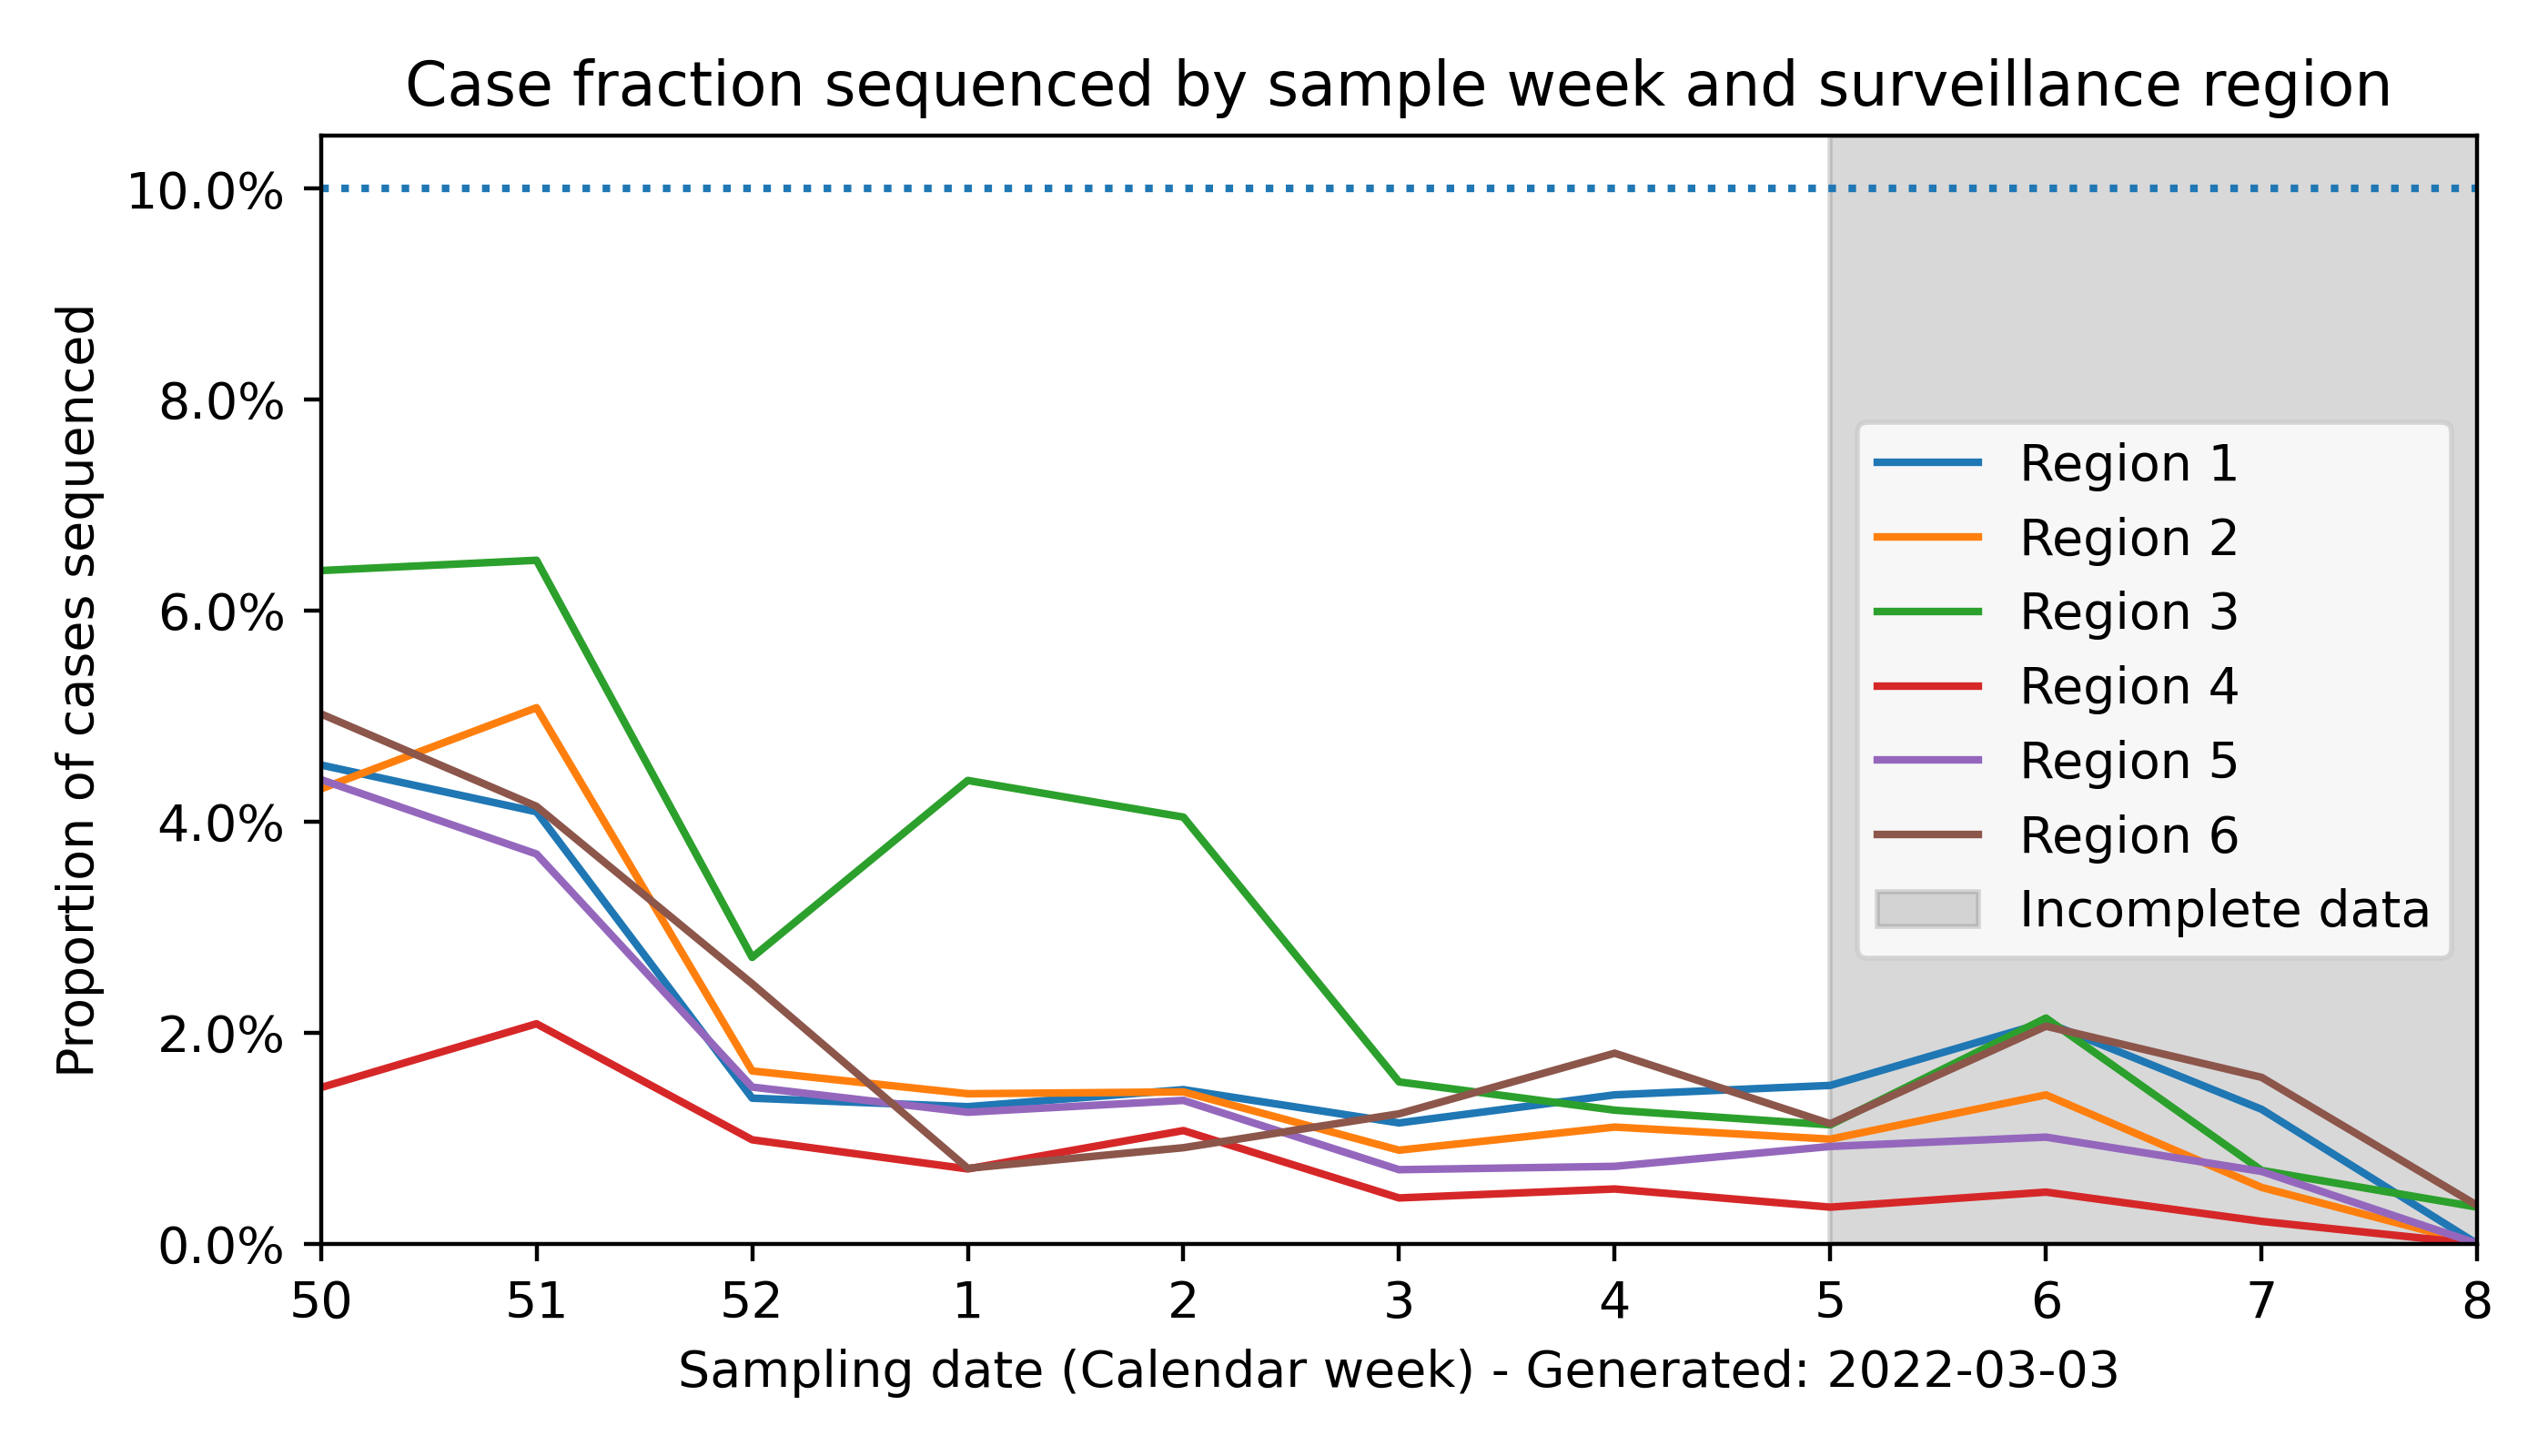 Case fraction sequenced by sample week and surveillance region
Proportion of cases sequenced
10.0%
8.0%
6.0%
4.0%
2.0%
0.0%
Region 1
Region 2
Region 3
Region 4
Region 5
Region 6
Incomplete data
50 51 52 1 2 3 4 5 6 7 8
Sampling date (Calendar week) - Generated: 2022-03-03